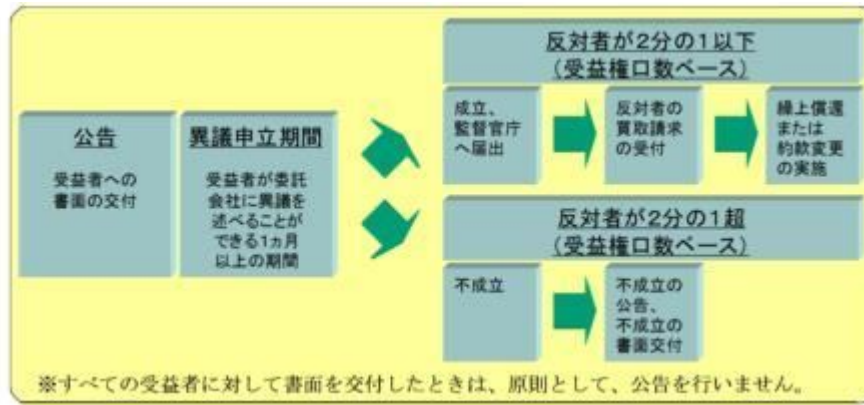 公告
受益者への
書面の交付
異議申立期間
受益者が委託
会社に異議を
述べることが
できる1ヵ月
以上の期間
反対者が2分の1以下
(受益権口数ベース)
成立、
監督官庁
へ届出
反対者の
買取請求
の受付
繰上償還
または
約款変更
の実施
反対者が2分の1超
(受益権口数ベース)
不成立
不成立の
公告、
不成立の
書面交付
※すべての受益者に対して書面を交付したときは、原則として、公告を行いません。